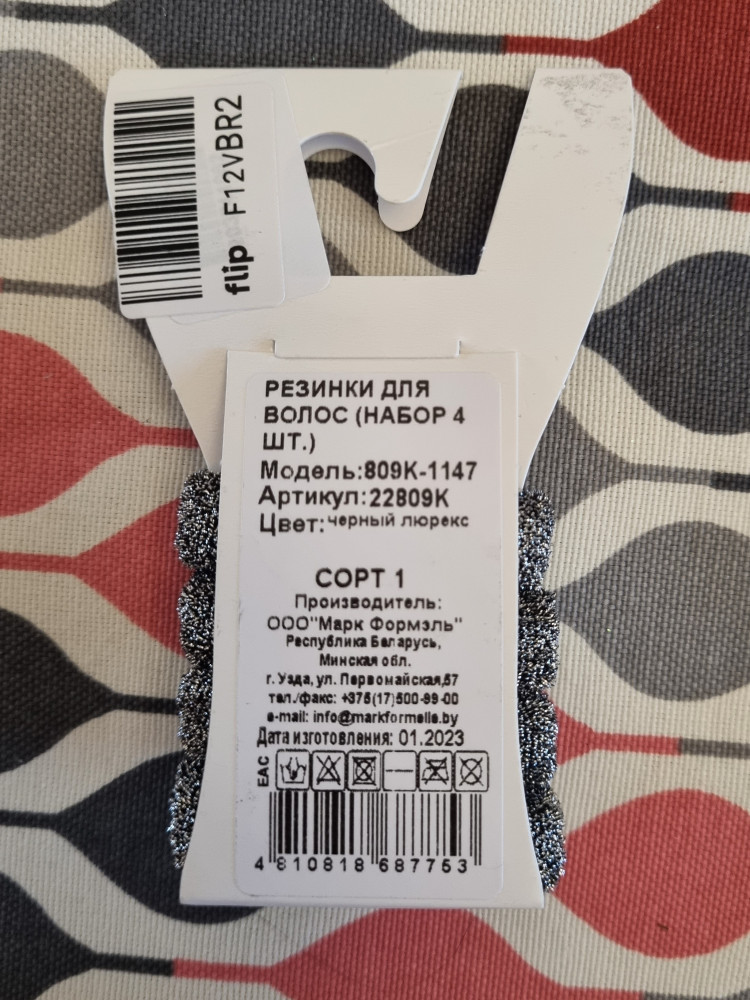 flip F12vBR2
РЕЗИНКИ ДЛЯ
ВОЛОС (НАБОР 4
ШТ.)
Модель:809К-1147
Артикул:22809К
Цвет:черный люрекс
СОРТ 1
Производитель:
ООО"Марк Формэль"
Республика Беларусь,
Минская обл.
г. Узда, ул. Первомайская,57
тел./факс: +375(17)500-99-00
e-mail: info@markformelle.by
Дата изготовления: 01.2023
EAC
4 810818 687753